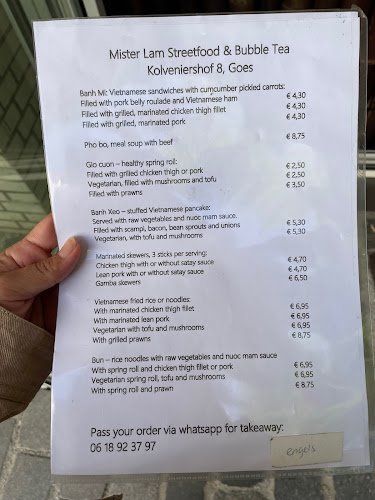 Mister Lam Streetfood & Bubble Tea
Kolveniershof 8, Goes
Banh Mi: Vietnamese sandwiches with curncumber pickled carrots:
Filled with pork belly roulade and Vietnamese ham € 4,30
Filled with grilled, marinated chicken thigh fillet € 4,30
Filled with grilled, marinated pork € 4,30
Pho bo, meal soup with beef € 8,75
Gio cuon – healthy spring roll:
Filled with grilled chicken thigh or pork € 2,50
Vegetarian, filled with mushrooms and tofu € 2,50
Filled with prawns € 3,50
Banh Xeo – stuffed Vietnamese pancake:
Served with raw vegetables and nuoc mam sauce.
Filled with scampi, bacon, bean sprouts and unions € 5,30
Vegetarian, with tofu and mushrooms € 5,30
Marinated skewers, 3 sticks per serving:
Chicken thigh with or without satay sauce € 4,70
Lean pork with or without satay sauce € 4,70
Gamba skewers € 6,50
Vietnamese fried rice or noodles:
With marinated chicken thigh fillet € 6,95
With marinated lean pork € 6,95
Vegetarian with tofu and mushrooms € 6,95
With grilled prawns € 8,75
Bun – rice noodles with raw vegetables and nuoc mam sauce
With spring roll and chicken thigh fillet or pork € 6,95
Vegetarian spring roll, tofu and mushrooms € 6,95
With spring roll and prawn € 8,75
Pass your order via whatsapp for takeaway:
06 18 92 37 97
engels